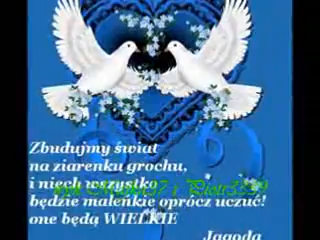 Zbudujmy świat
na ziarenku grochu,
i niech wszystko
będzie maleńkie oprócz uczuć!
one będą WIELKIE
Jagoda